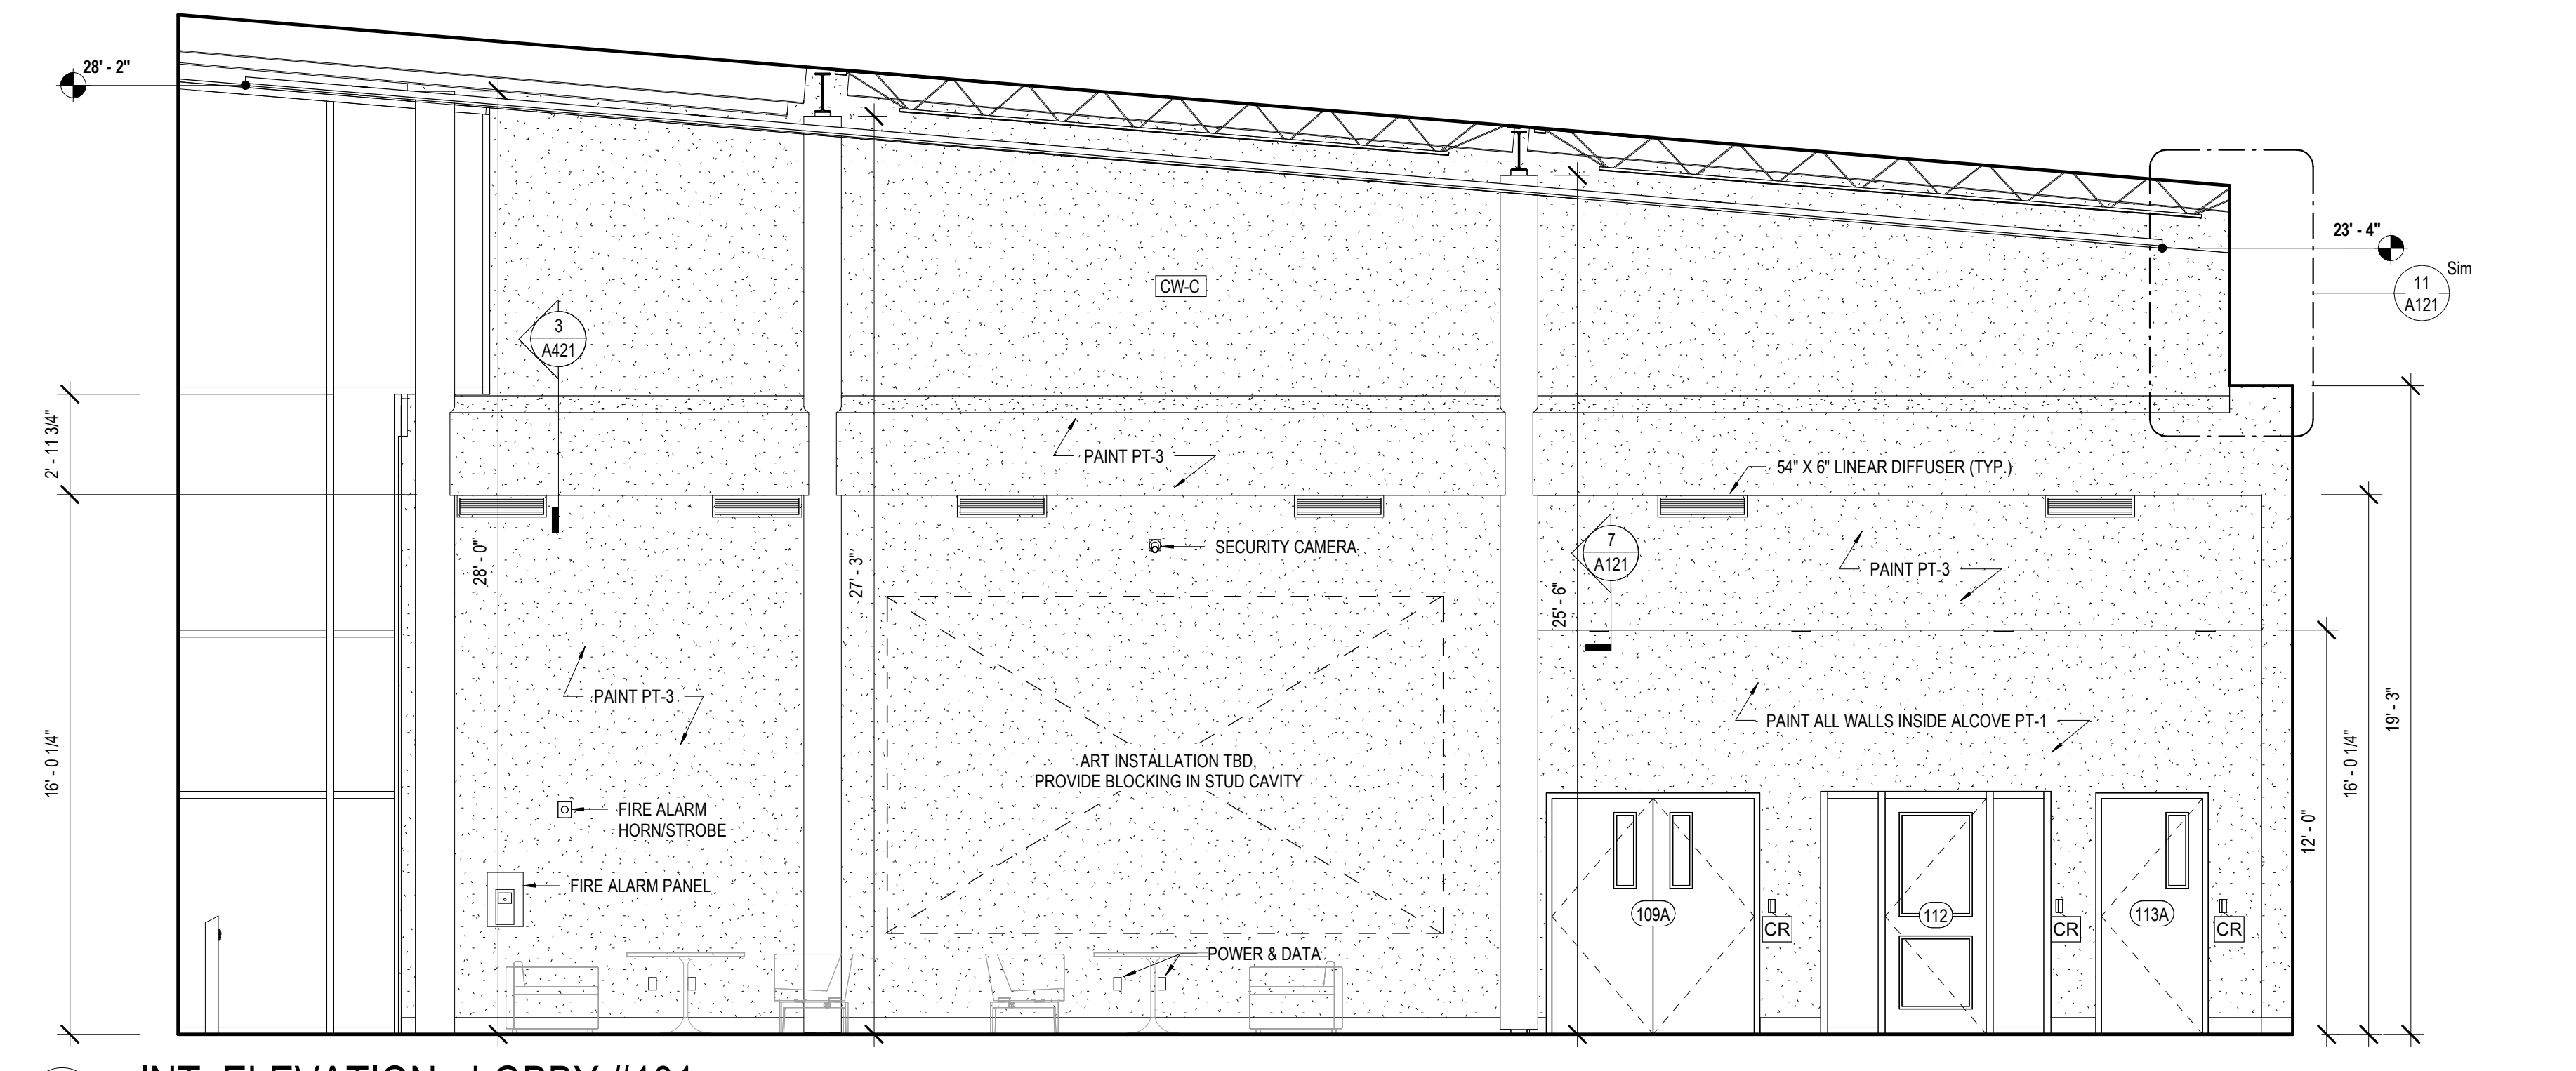 28' - 2"
23' - 4"
Sim
11
A121
CW-C
3
A421
2' - 11 3/4"
PAINT PT-3
54" X 6" LINEAR DIFFUSER (TYP.)
SECURITY CAMERA
28' - 0"
27' - 3"
25' - 6"
7
A121
PAINT PT-3
PAINT PT-3
PAINT ALL WALLS INSIDE ALCOVE PT-1
19' - 3"
16' - 0 1/4"
16' - 0 1/4"
12' - 0"
ART INSTALLATION TBD,
PROVIDE BLOCKING IN STUD CAVITY
FIRE ALARM
HORN/STROBE
FIRE ALARM PANEL
109A
CR
112
CR
113A
CR
POWER & DATA
INT. ELEVATION - LOBBY